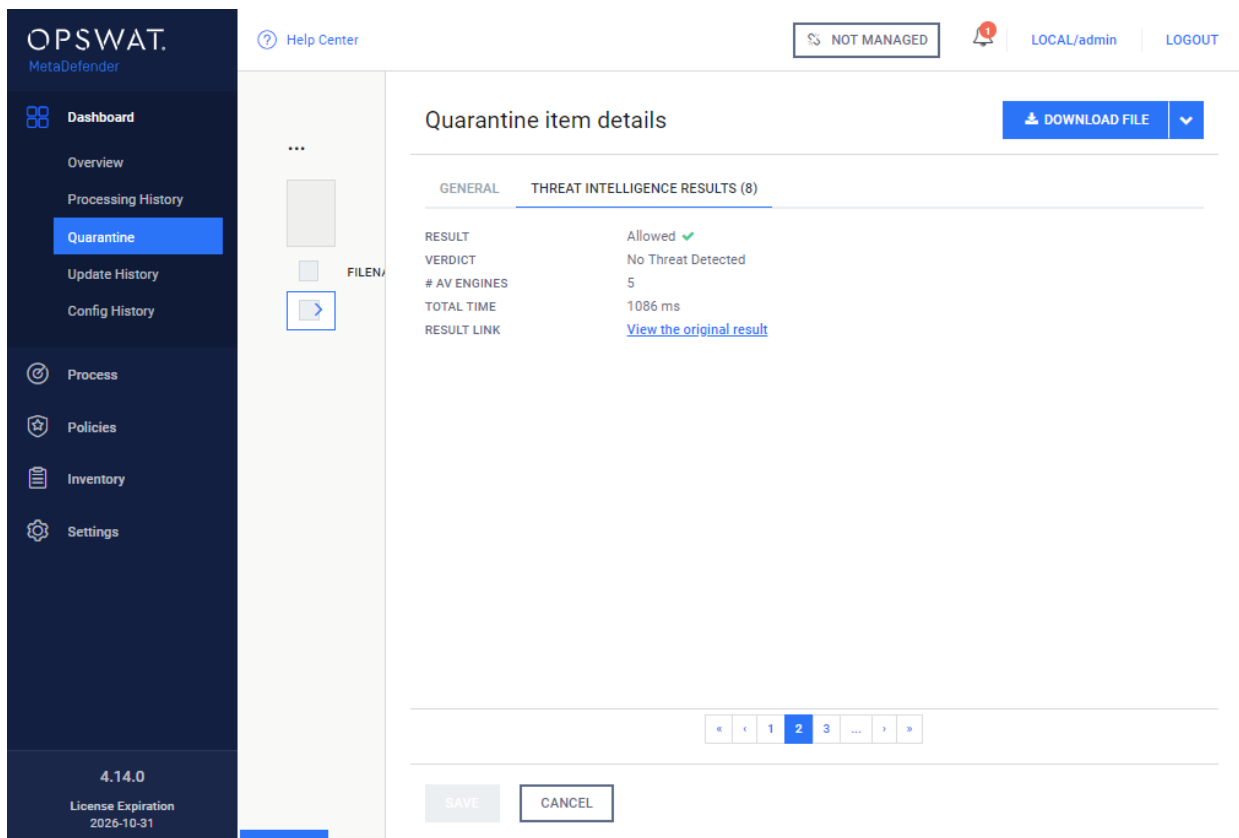 OPSWAT.
MetaDefender
Help Center
NOT MANAGED
1
LOCAL/admin
LOGOUT
Dashboard
Overview
Processing History
Quarantine
Update History
Config History
Process
Policies
Inventory
Settings
4.14.0
License Expiration
2026-10-31
...
FILENA
Quarantine item details
DOWNLOAD FILE
GENERAL THREAT INTELLIGENCE RESULTS (8)
RESULT Allowed
VERDICT No Threat Detected
# AV ENGINES 5
TOTAL TIME 1086 ms
RESULT LINK View the original result
« ‹ 1 2 3 ... › »
SAVE CANCEL